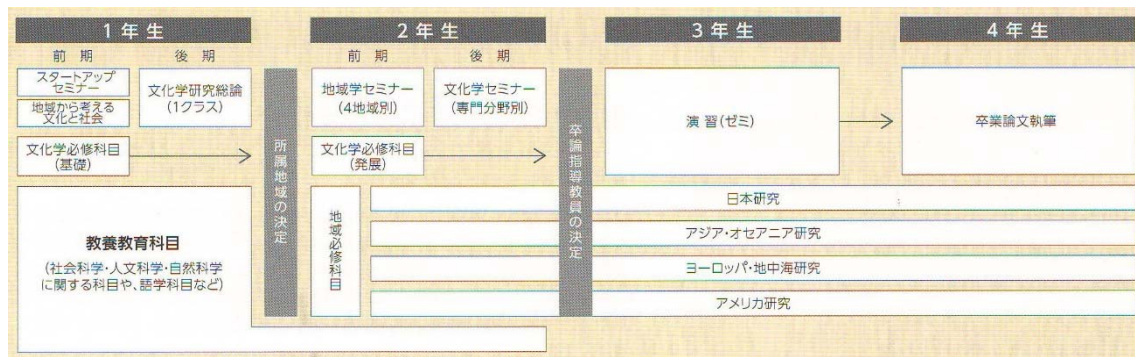 1年生
前期
後期
スタートアップ
セミナー
地域から考える
文化と社会
文化学研究総論
(1クラス)
文化学必修科目
(基礎)
教養教育科目
(社会科学・人文科学・自然科学
に関する科目や、語学科目など)
所属地域の決定
2年生
前期
後期
地域学セミナー
(4地域別)
文化学セミナー
(専門分野別)
文化学必修科目
(発展)
地域必修科目
卒論指導教員の決定
3年生
演習(ゼミ)
4年生
卒業論文執筆
日本研究
アジア・オセアニア研究
ヨーロッパ・地中海研究
アメリカ研究